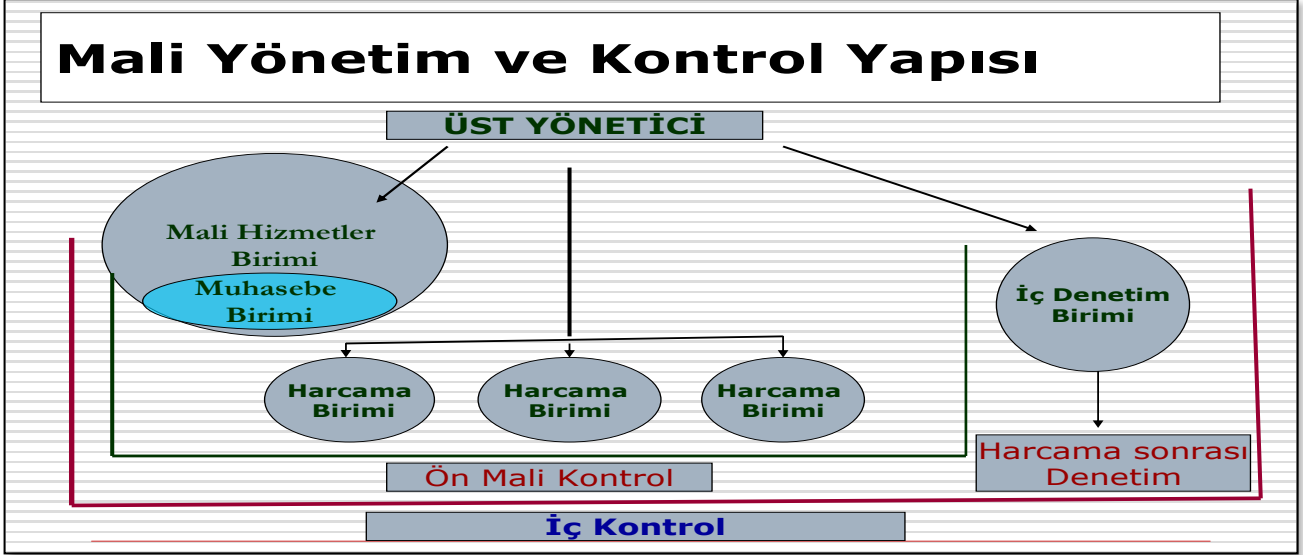 Mali Yönetim ve Kontrol Yapısı
ÜST YÖNETİCİ
Mali Hizmetler
Birimi
Muhasebe
Birimi
İç Denetim
Birimi
Harcama
Birimi
Harcama
Birimi
Harcama
Birimi
Ön Mali Kontrol
Harcama sonrası
Denetim
İç Kontrol